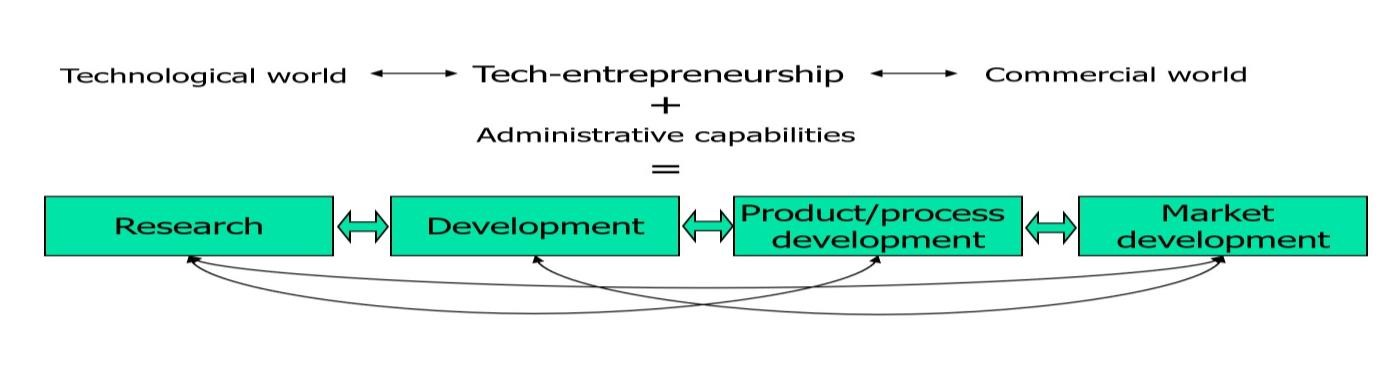 Technological world Tech-entrepreneurship Commercial world
+
Administrative capabilities
=
Research
Development
Product/process
development
Market
development